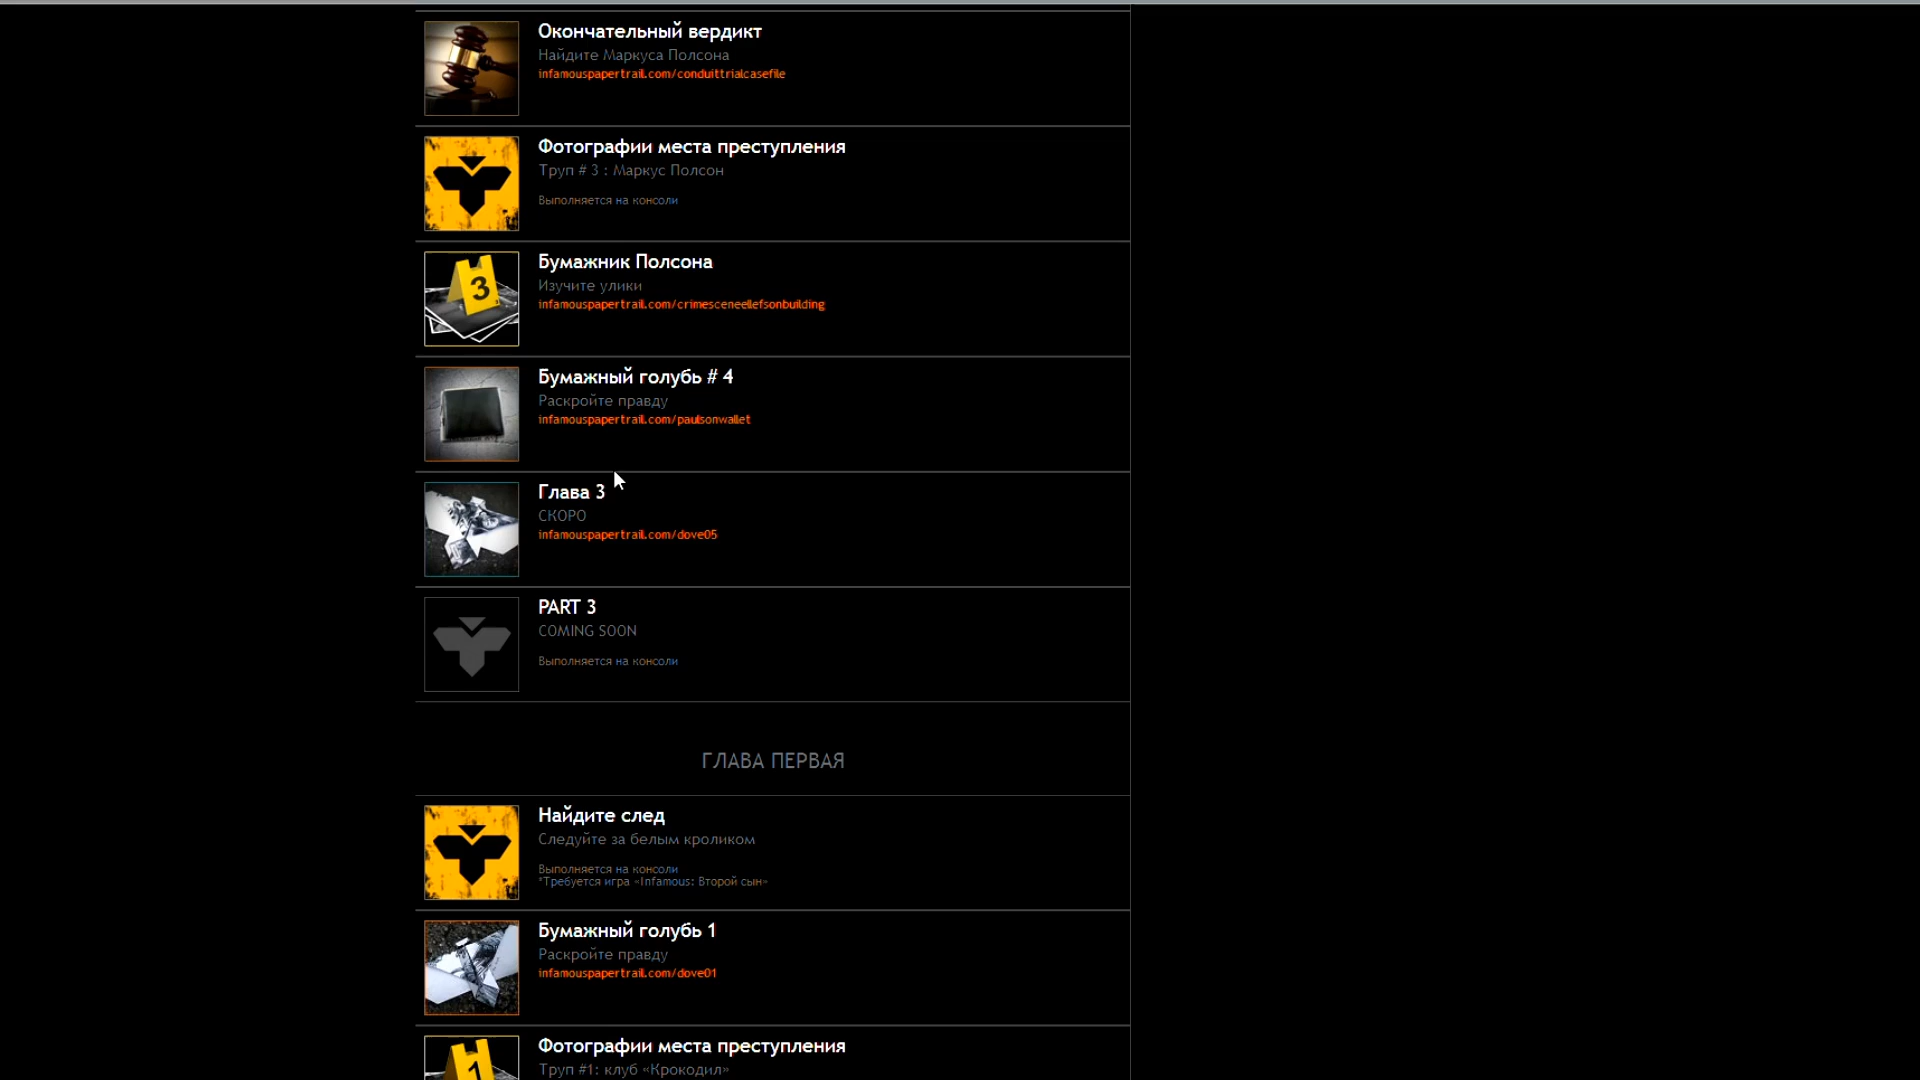 Окончательный вердикт
Найдите Маркуса Полсона
infamouspapertrail.com/conduittrialcasefile
Фотографии места преступления
Труп # 3 : Маркус Полсон
Выполняется на консоли
3
Бумажник Полсона
Изучите улики
infamouspapertrail.com/crimesceneellefsonbuilding
Бумажный голубь # 4
Раскройте правду
infamouspapertrail.com/paulsonwallet
Глава 3
СКОРО
infamouspapertrail.com/dove05
PART 3
COMING SOON
Выполняется на консоли
ГЛАВА ПЕРВАЯ
Найдите след
Следуйте за белым кроликом
Выполняется на консоли
*Требуется игра «Infamous: Второй сын»
Бумажный голубь 1
Раскройте правду
infamouspapertrail.com/dove01
1
Фотографии места преступления
Труп #1: клуб «Крокодил»